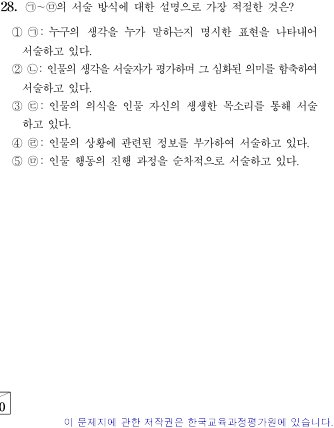 28. ㉠~㉤의 서술 방식에 대한 설명으로 가장 적절한 것은?
① ㉠: 누구의 생각을 누가 말하는지 명시한 표현을 나타내어
서술하고 있다.
② ㉡: 인물의 생각을 서술자가 평가하며 그 심화된 의미를 함축하여
서술하고 있다.
③ ㉢: 인물의 의식을 인물 자신의 생생한 목소리를 통해 서술
하고 있다.
④ ㉣: 인물의 상황에 관련된 정보를 부가하여 서술하고 있다.
⑤ ㉤: 인물 행동의 진행 과정을 순차적으로 서술하고 있다.
0
이 문제지에 관한 저작권은 한국교육과정평가원에 있습니다.